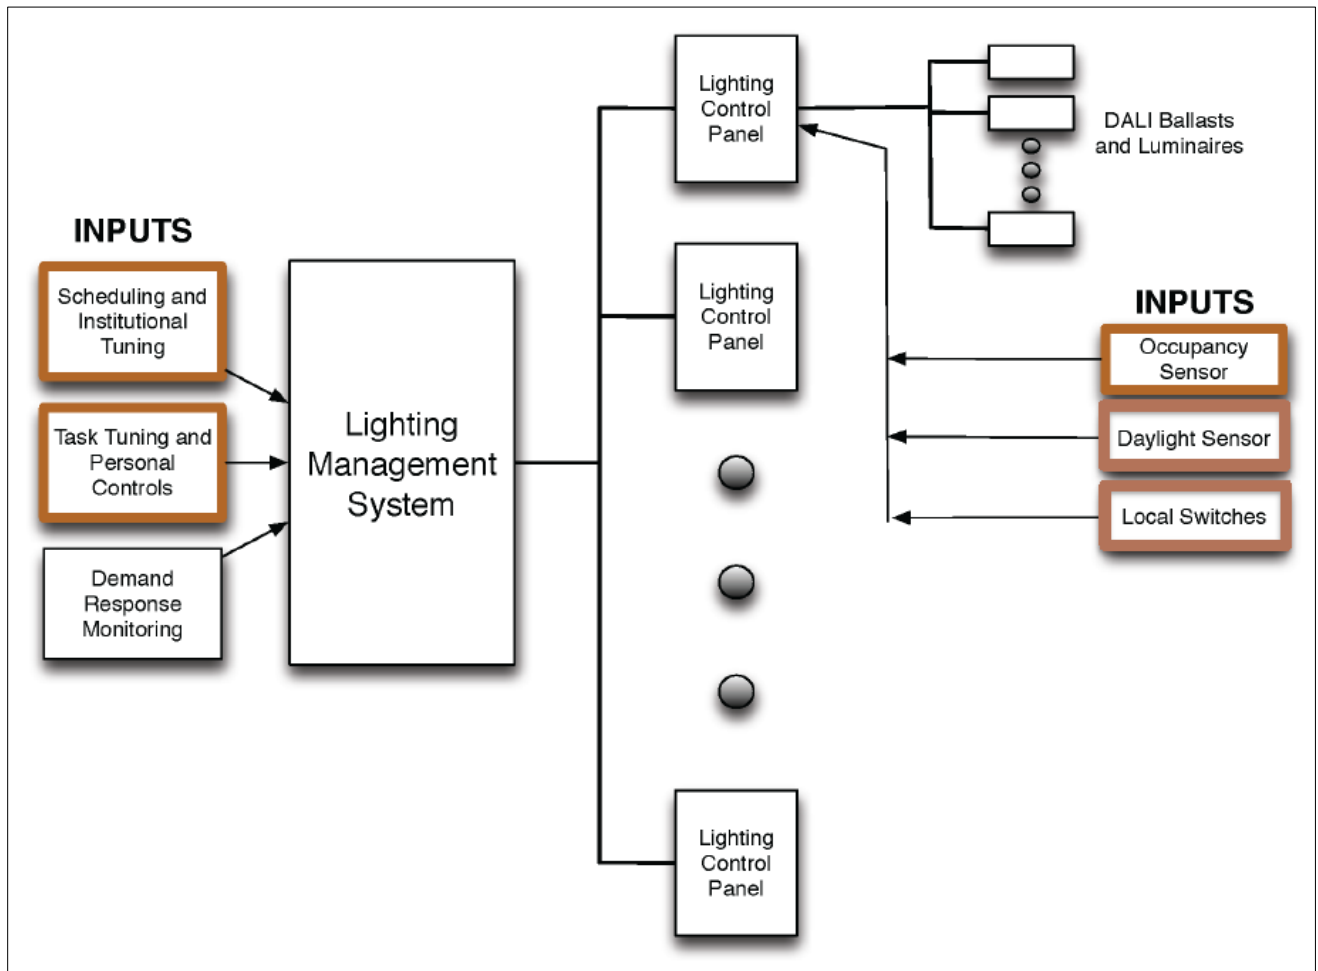 INPUTS
Scheduling and
Institutional
Tuning
Task Tuning and
Personal
Controls
Demand
Response
Monitoring
Lighting
Management
System
Lighting
Control
Panel
Lighting
Control
Panel
Lighting
Control
Panel
DALI Ballasts
and Luminaires
INPUTS
Occupancy
Sensor
Daylight Sensor
Local Switches